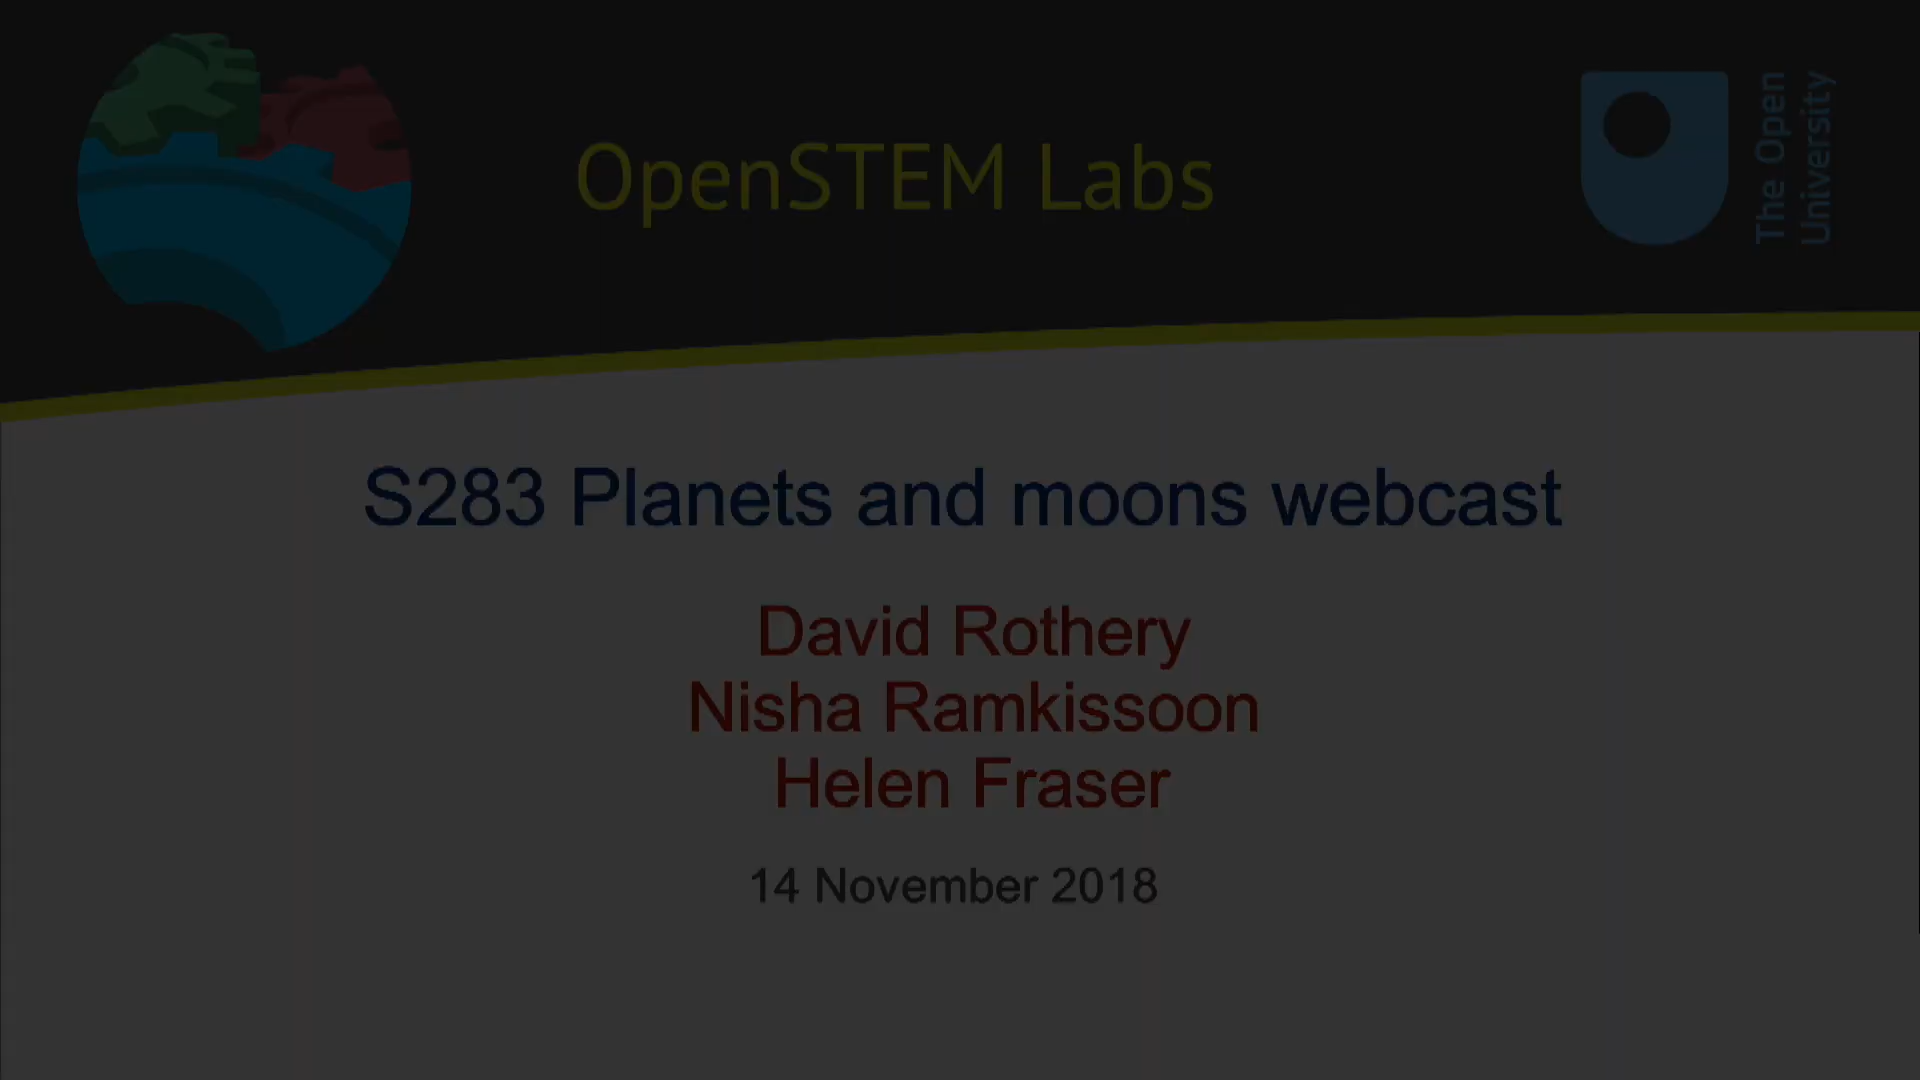 OpenSTEM Labs
The Open
University
S283 Planets and moons webcast
David Rothery
Nisha Ramkissoon
Helen Fraser
14 November 2018